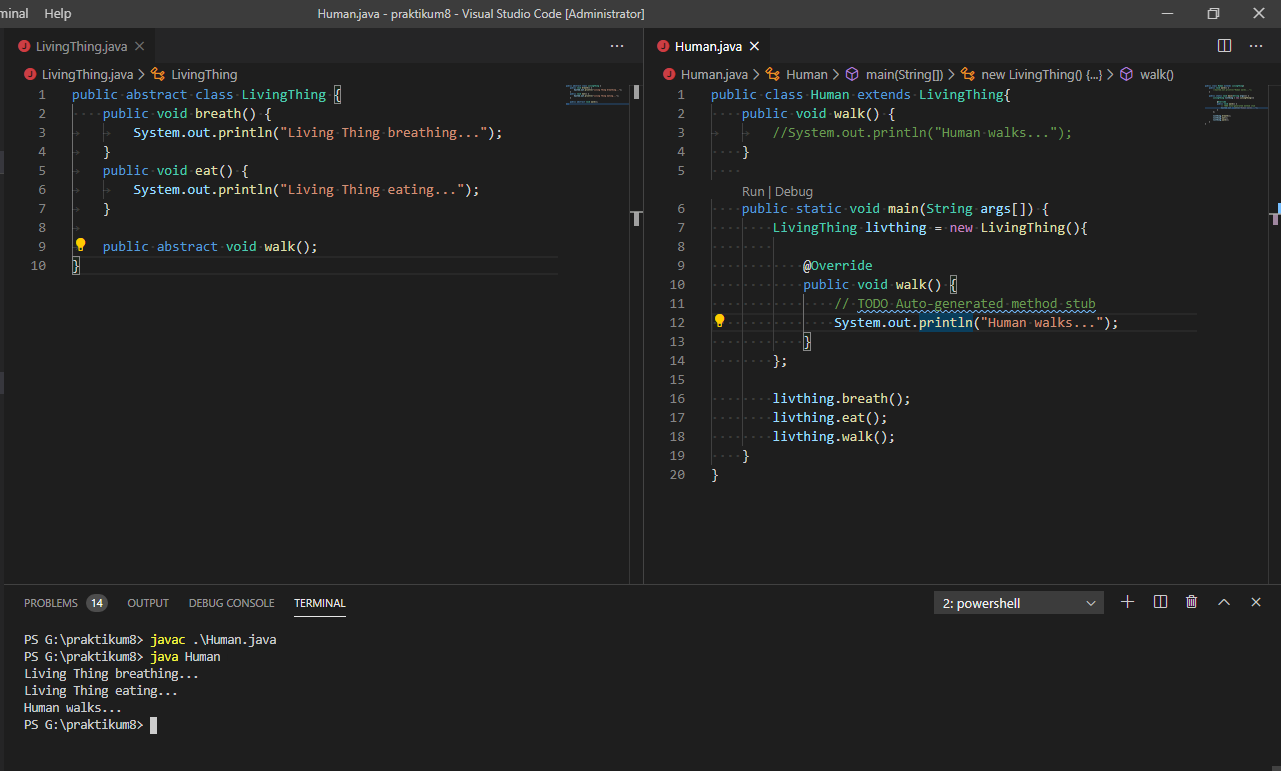 minal Help Human.java - praktikum8 - Visual Studio Code [Administrator]
LivingThing.java
LivingThing.java > LivingThing
1 public abstract class LivingThing {
2 public void breath() {
3 System.out.println("Living Thing breathing...");
4 }
5 public void eat() {
6 System.out.println("Living Thing eating...");
7 }
8
9 public abstract void walk();
10 }
Human.java
Human.java > Human > main(String[]) > new LivingThing() {...} > walk()
1 public class Human extends LivingThing{
2 public void walk() {
3 //System.out.println("Human walks...");
4 }
5
Run | Debug
6 public static void main(String args[]) {
7 LivingThing livthing = new LivingThing(){
8
9 @Override
10 public void walk() {
11 // TODO Auto-generated method stub
12 System.out.println("Human walks...");
13 }
14 };
15
16 livthing.breath();
17 livthing.eat();
18 livthing.walk();
19 }
20 }
PROBLEMS 14 OUTPUT DEBUG CONSOLE TERMINAL 2: powershell
PS G:\praktikum8> javac .\Human.java
PS G:\praktikum8> java Human
Living Thing breathing...
Living Thing eating...
Human walks...
PS G:\praktikum8>